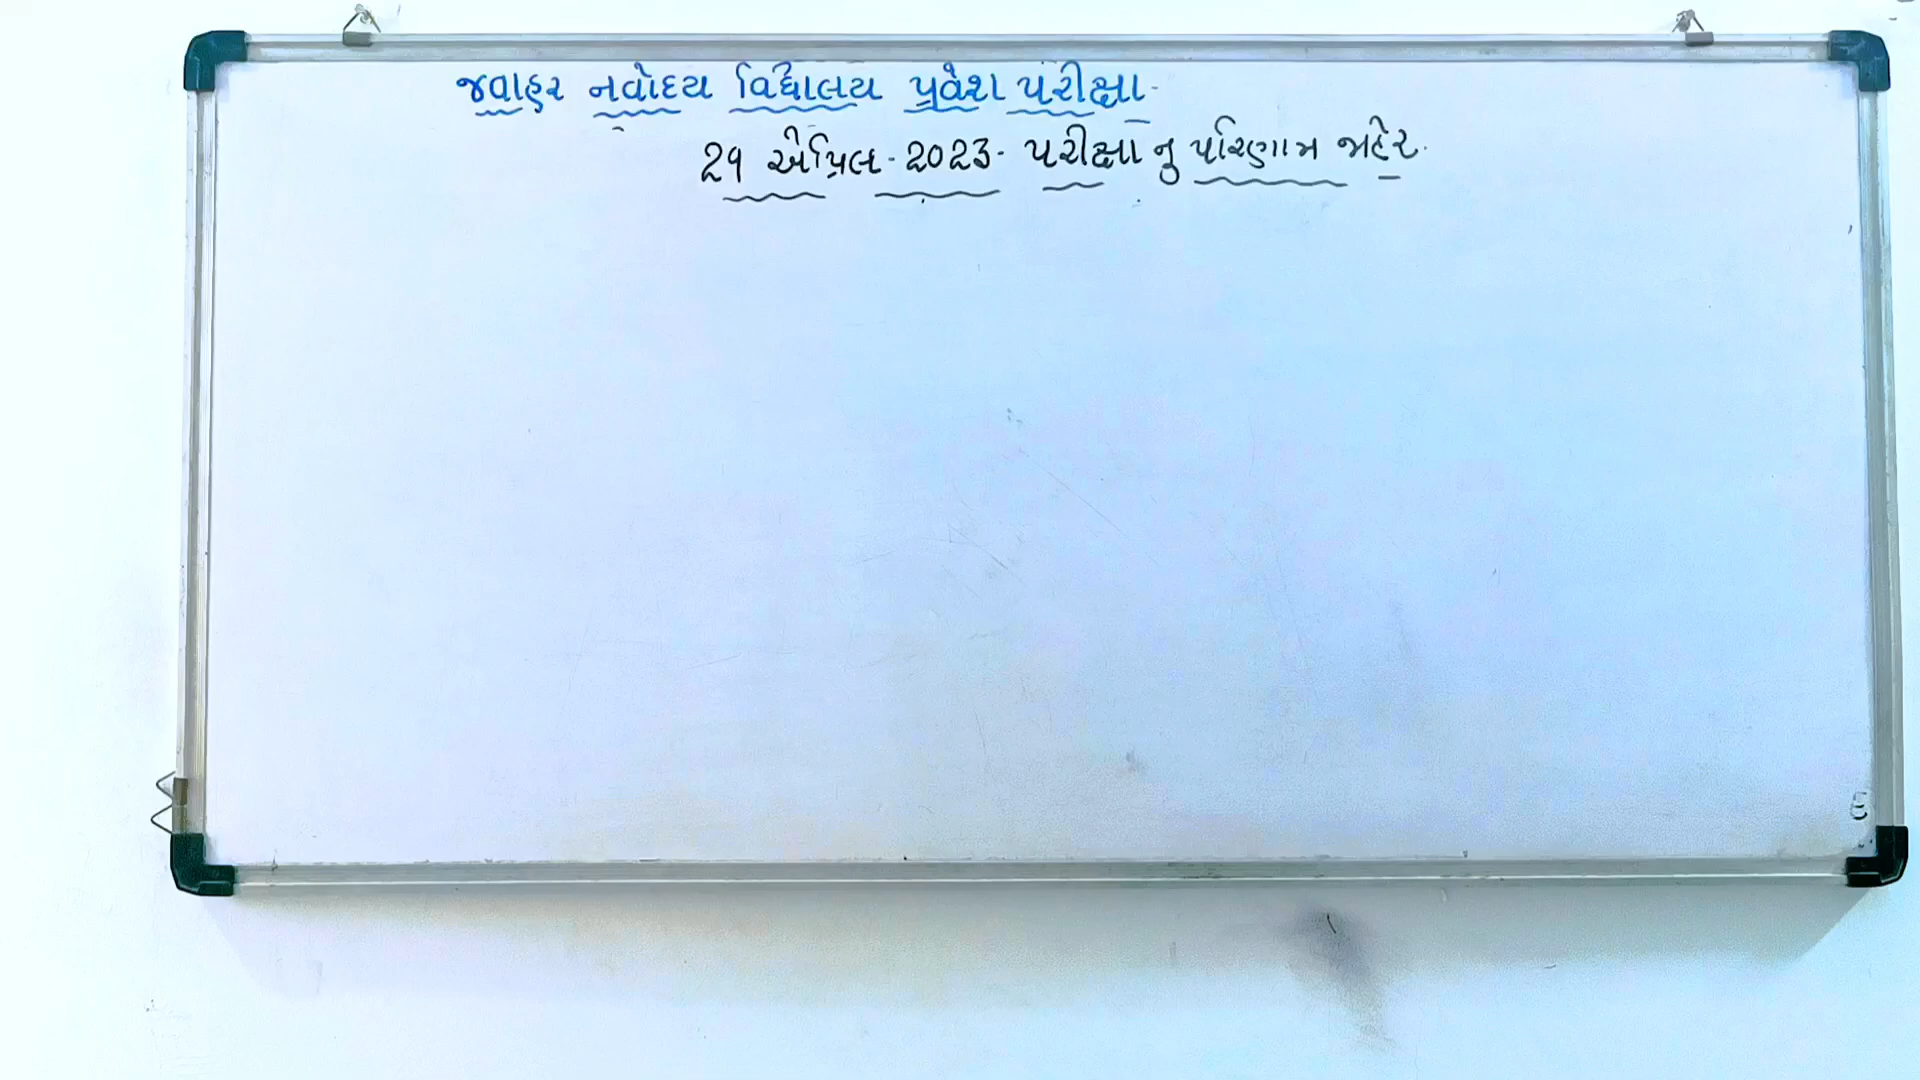 જવાહર નવોદય વિદ્યાલય પ્રવેશ પરીક્ષા-
29 એપ્રિલ - 2023 - પરીક્ષા નુ પરિણામ જાહેર.